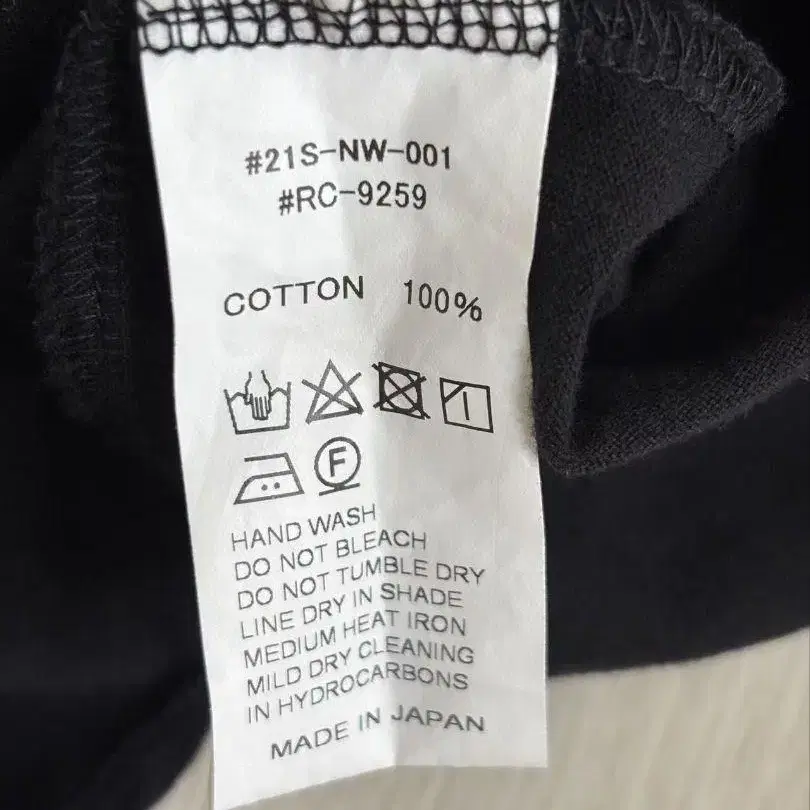 #21S-NW-001
#RC-9259
COTTON 100%
F
HAND WASH
DO NOT BLEACH
DO NOT TUMBLE DRY
LINE DRY IN SHADE
MEDIUM HEAT IRON
MILD DRY CLEANING
IN HYDROCARBONS
MADE IN JAPAN